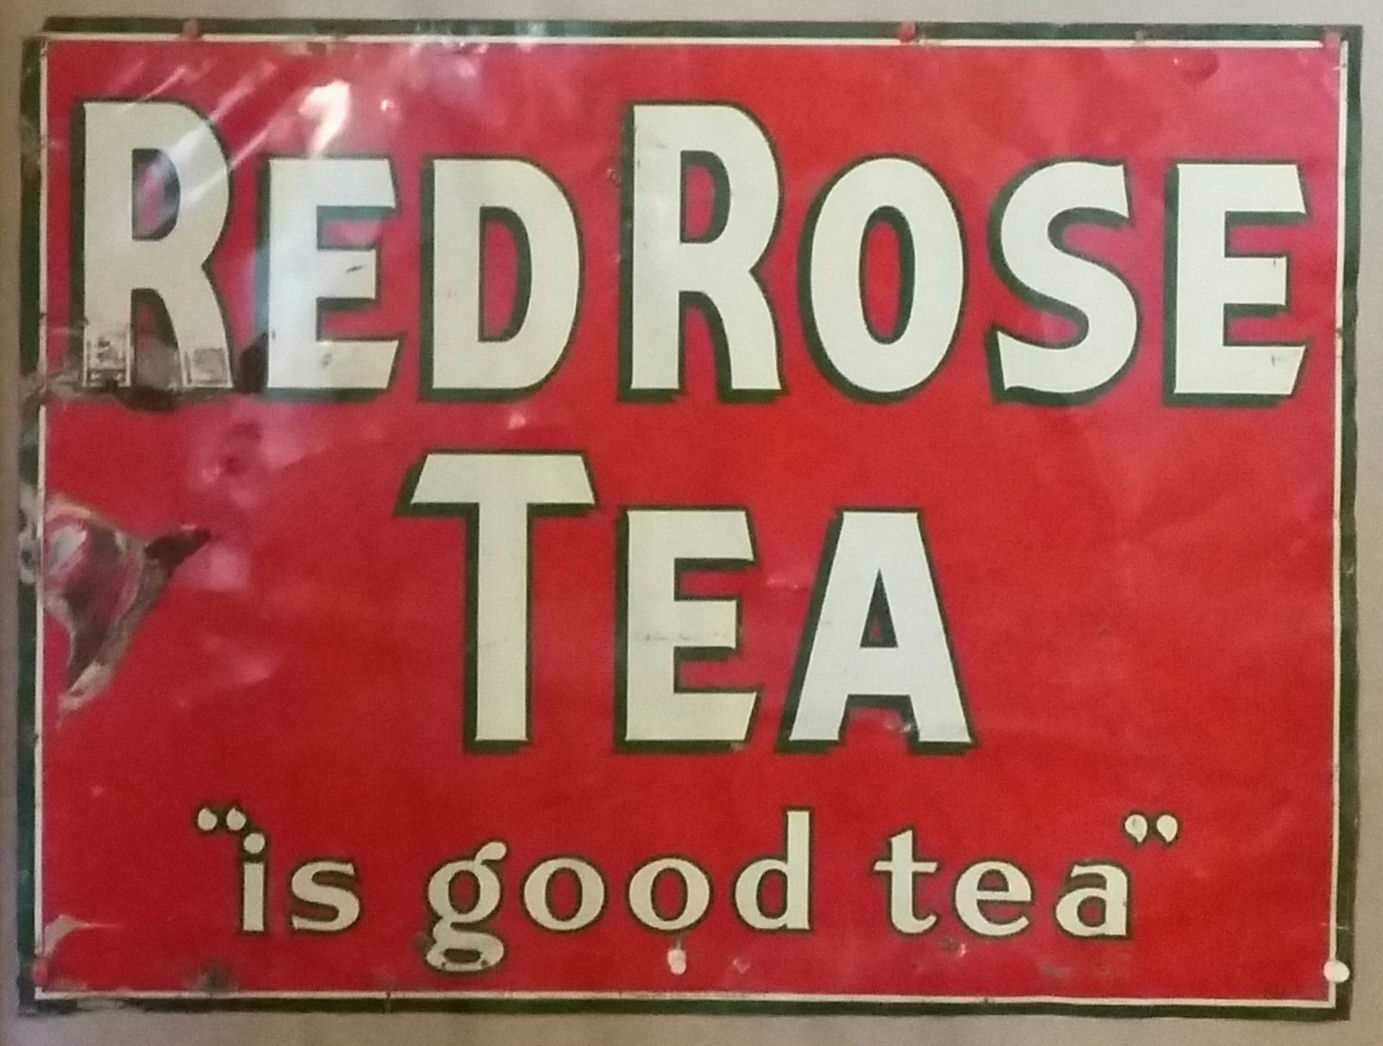 RED ROSE
TEA
"is good tea"